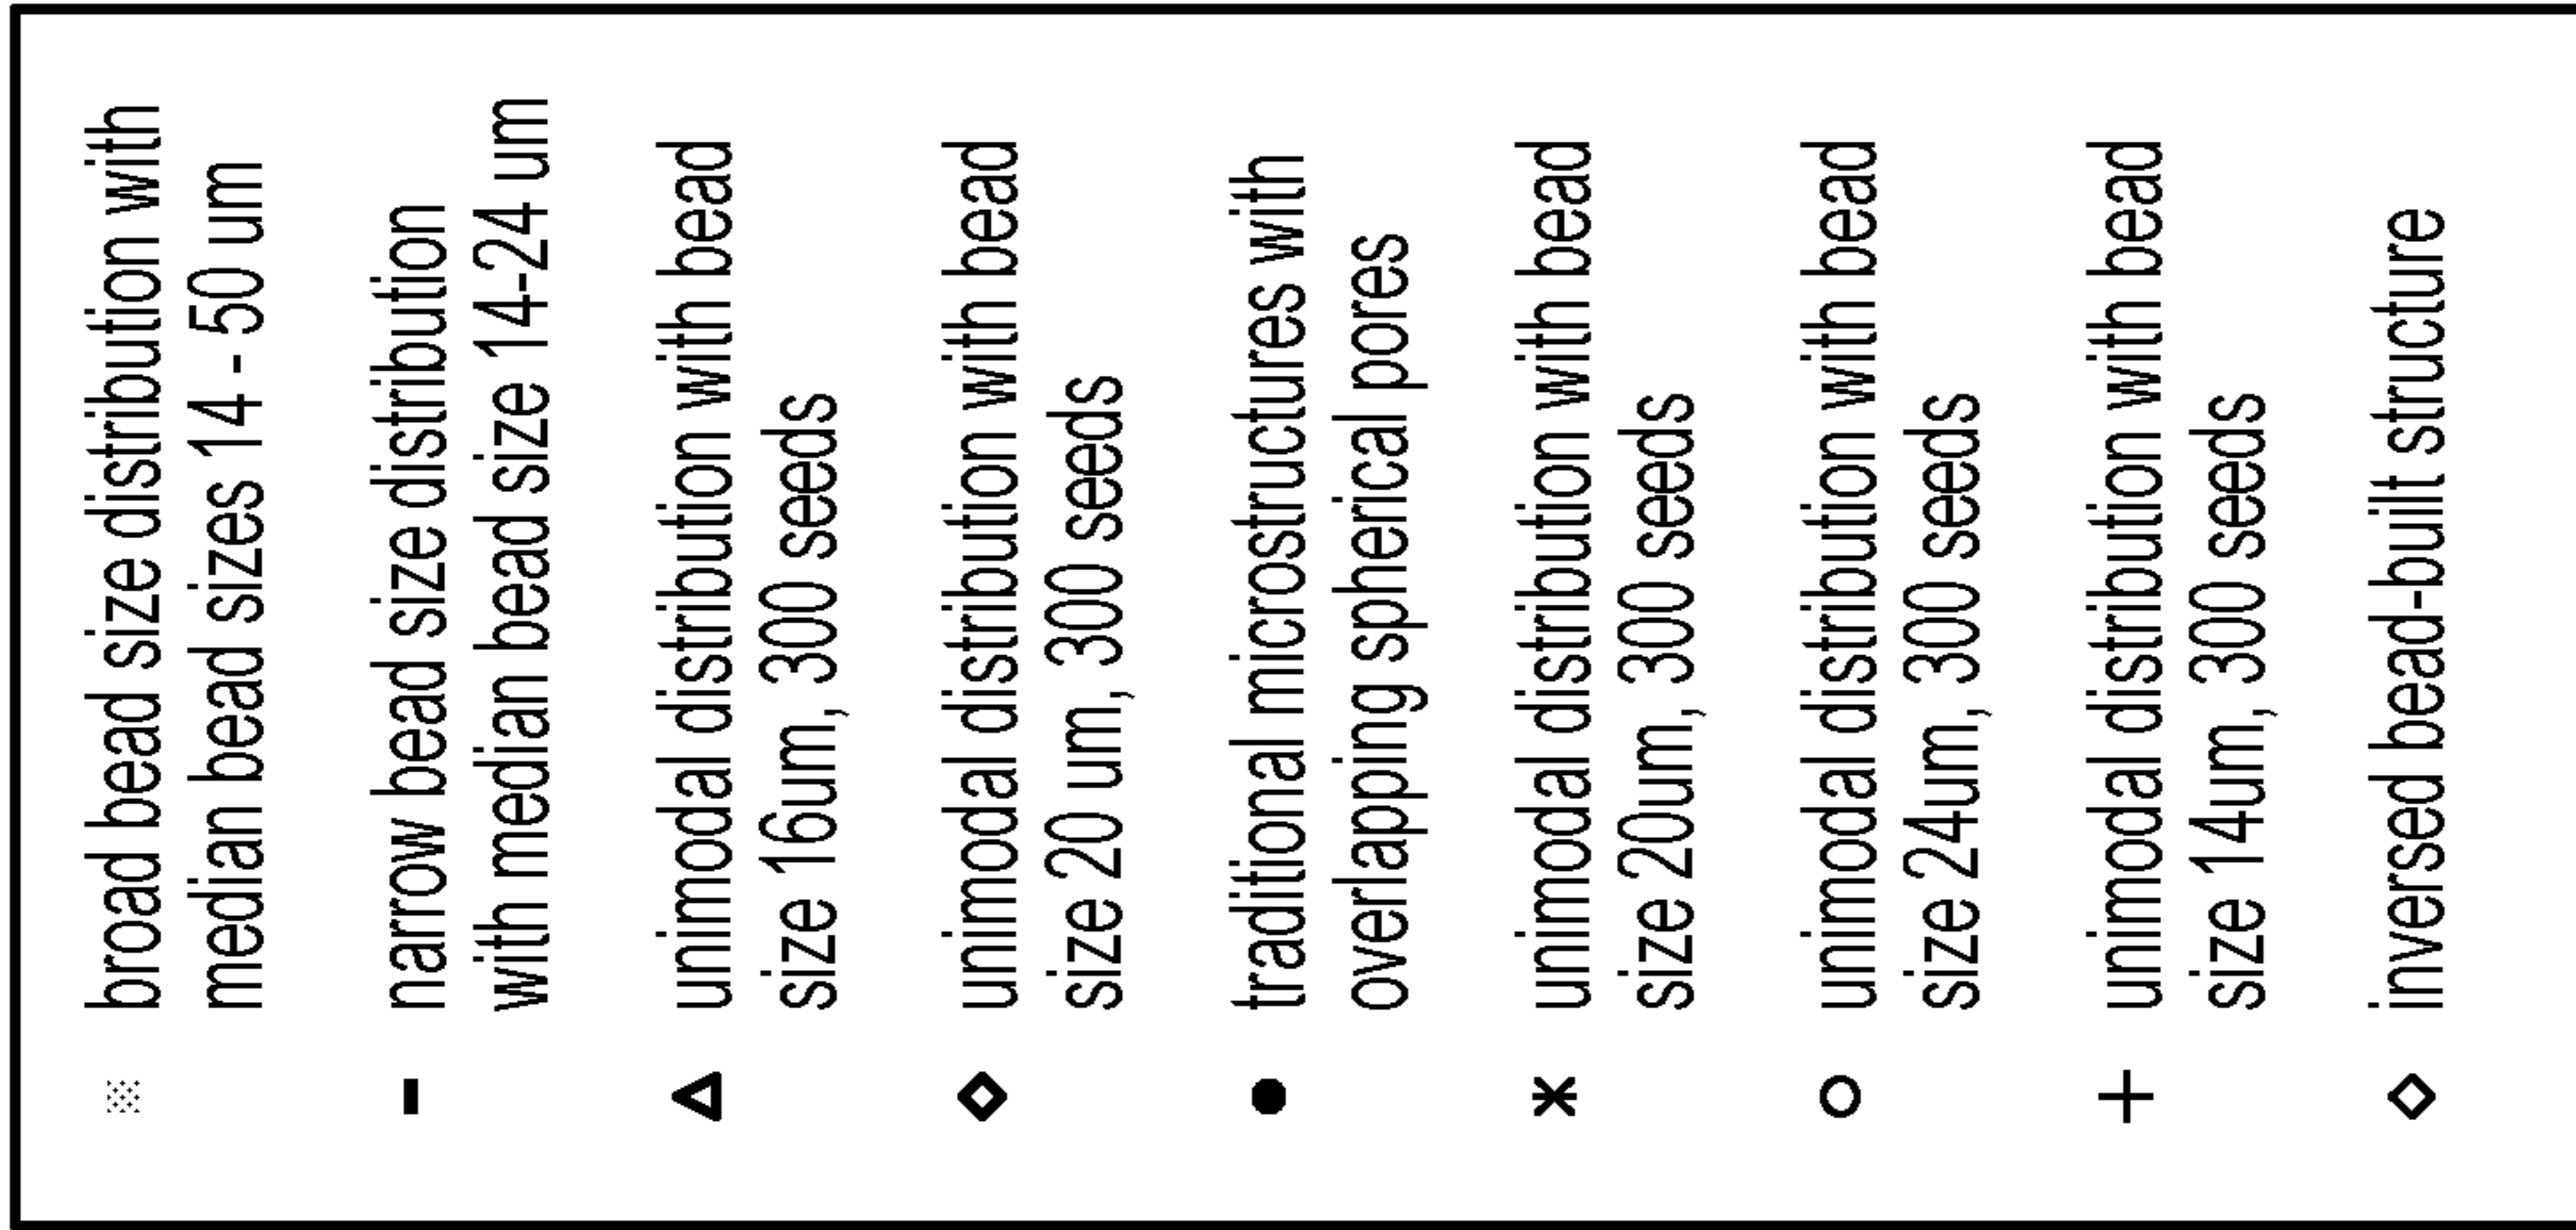 broad bead size distribution with
median bead sizes 14 - 50 um
narrow bead size distribution
with median bead size 14-24 um
unimodal distribution with bead
size 16um, 300 seeds
unimodal distribution with bead
size 20 um, 300 seeds
traditional microstructures with
overlapping spherical pores
unimodal distribution with bead
size 20um, 300 seeds
unimodal distribution with bead
size 24um, 300 seeds
unimodal distribution with bead
size 14um, 300 seeds
inversed bead-built structure